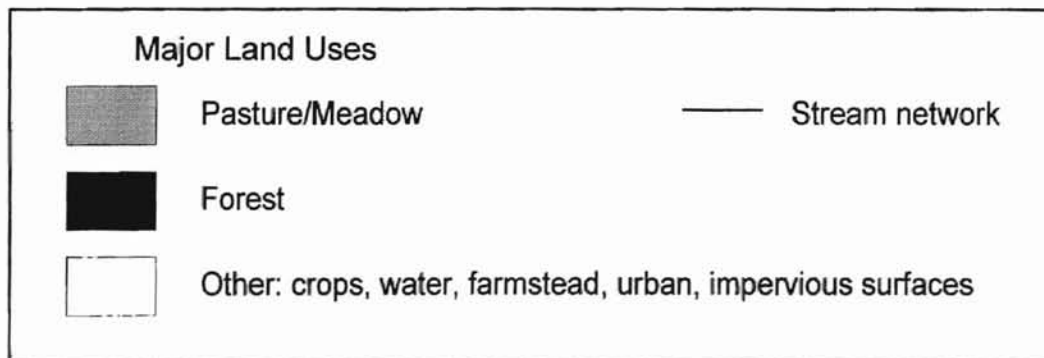 Major Land Uses
Pasture/Meadow
Stream network
Forest
Other: crops, water, farmstead, urban, impervious surfaces